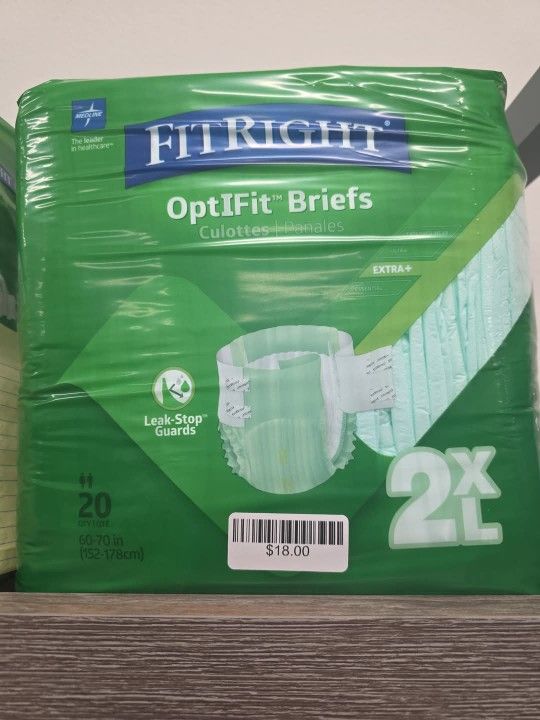 MEDLINE
The leader
in healthcare™
FITRIGHT®
OptIFit™ Briefs
Culottes | Panales
EXTRA+
Leak-Stop™
Guards
20
60-70 in
(152-178cm)
$18.00
2XL